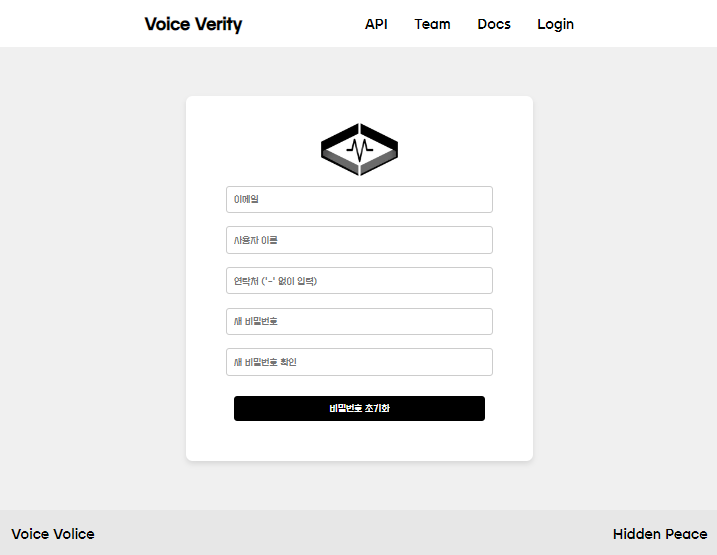 Voice Verity API Team Docs Login
이메일
사용자 이름
연락처 ('-' 없이 입력)
새 비밀번호
새 비밀번호 확인
비밀번호 초기화
Voice Volice Hidden Peace